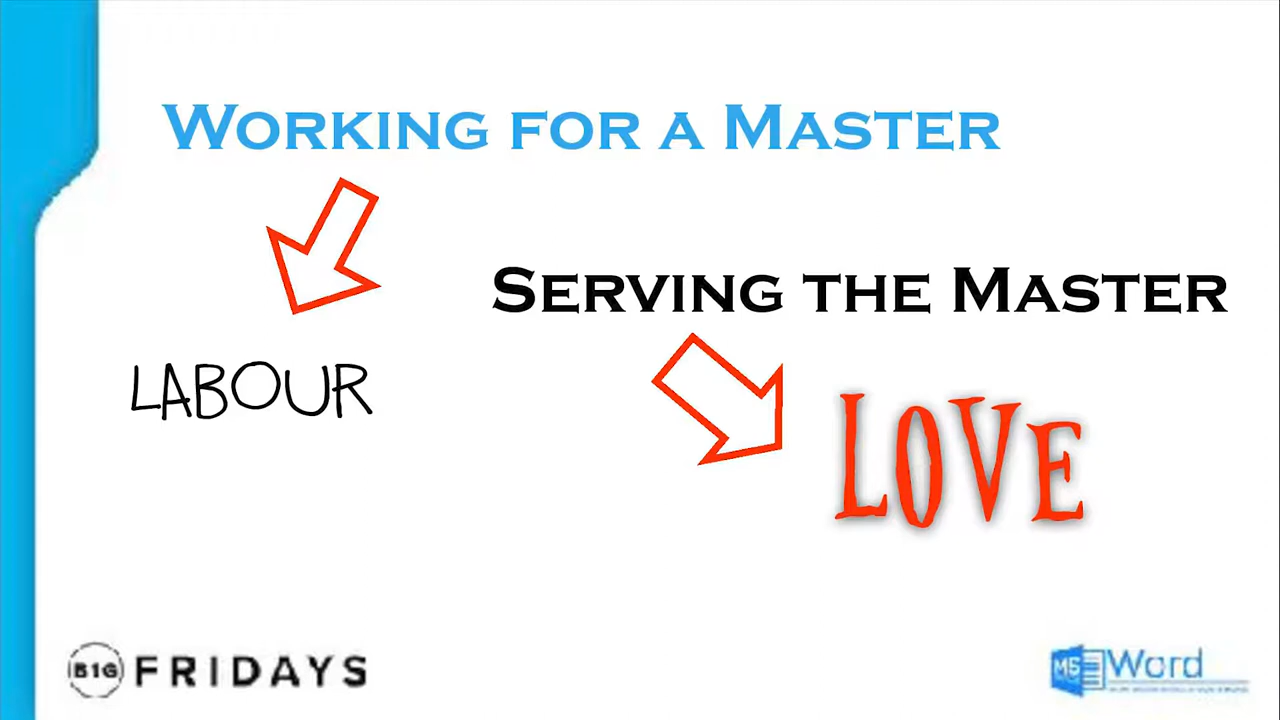 WORKING FOR A MASTER
SERVING THE MASTER
LABOUR
LOVE
B1G FRIDAYS
MS Word